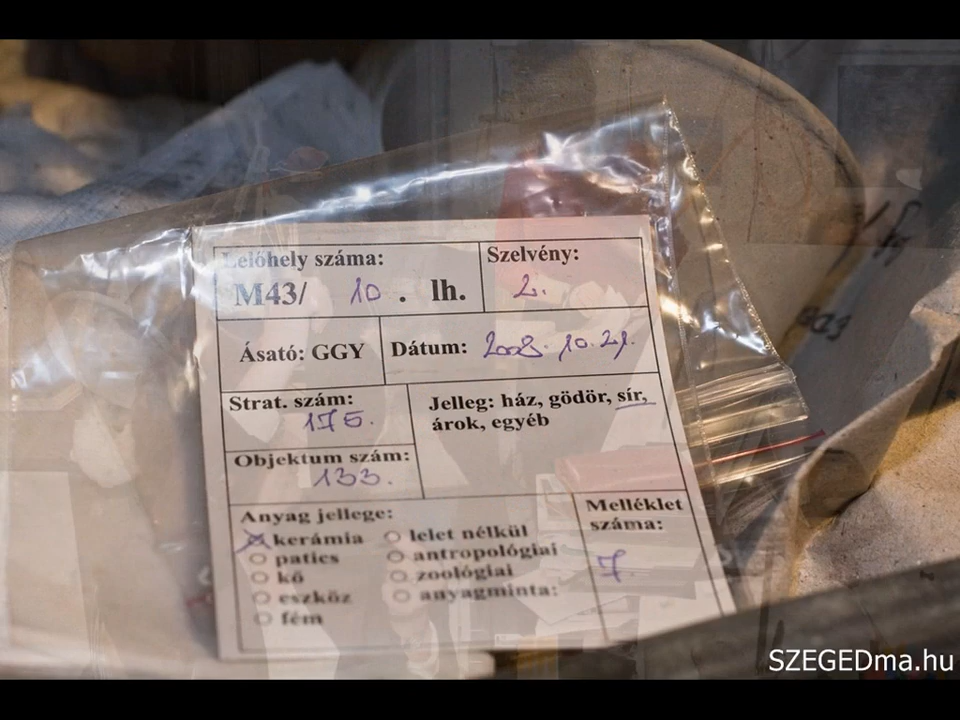 Lelőhely száma:
M43/ 10 . lh.
Szelvény:
2.
Ásató: GGY
Dátum: 2008. 10. 21.
Strat. szám:
175.
Jelleg: ház, gödör, sír,
árok, egyéb
Objektum szám:
133.
Anyag jellege:
kerámia
patics
kő
eszköz
fém
lelet nélkül
antropológiai
zoológiai
anyagminta:
Melléklet
száma:
7.
SZEGEDma.hu